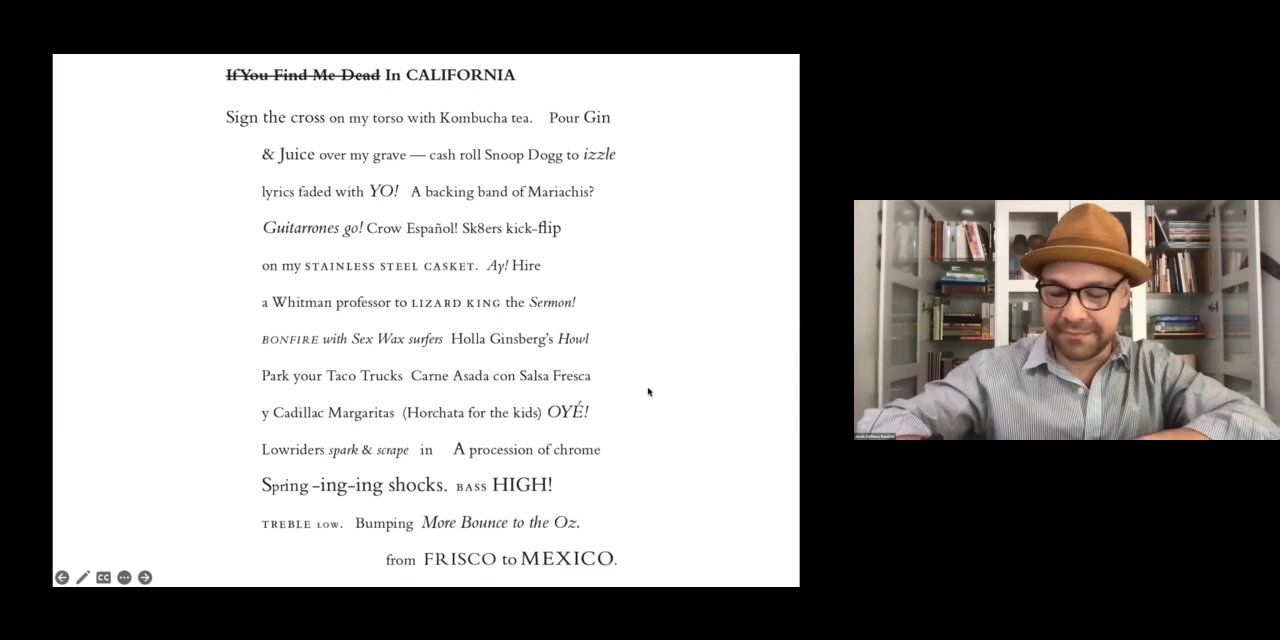 If You Find Me Dead In CALIFORNIA
Sign the cross on my torso with Kombucha tea. Pour Gin
& Juice over my grave — cash roll Snoop Dogg to izzle
lyrics faded with YO! A backing band of Mariachis?
Guitarrones go! Crow Español! Sk8ers kick-flip
on my STAINLESS STEEL CASKET. Ay! Hire
a Whitman professor to LIZARD KING the Sermon!
BONFIRE with Sex Wax surfers Holla Ginsberg's Howl
Park your Taco Trucks Carne Asada con Salsa Fresca
y Cadillac Margaritas (Horchata for the kids) OYÉ!
Lowriders spark & scrape in A procession of chrome
Spring -ing-ing shocks. BASS HIGH!
TREBLE LOW. Bumping More Bounce to the Oz.
from FRISCO to MEXICO.
CC